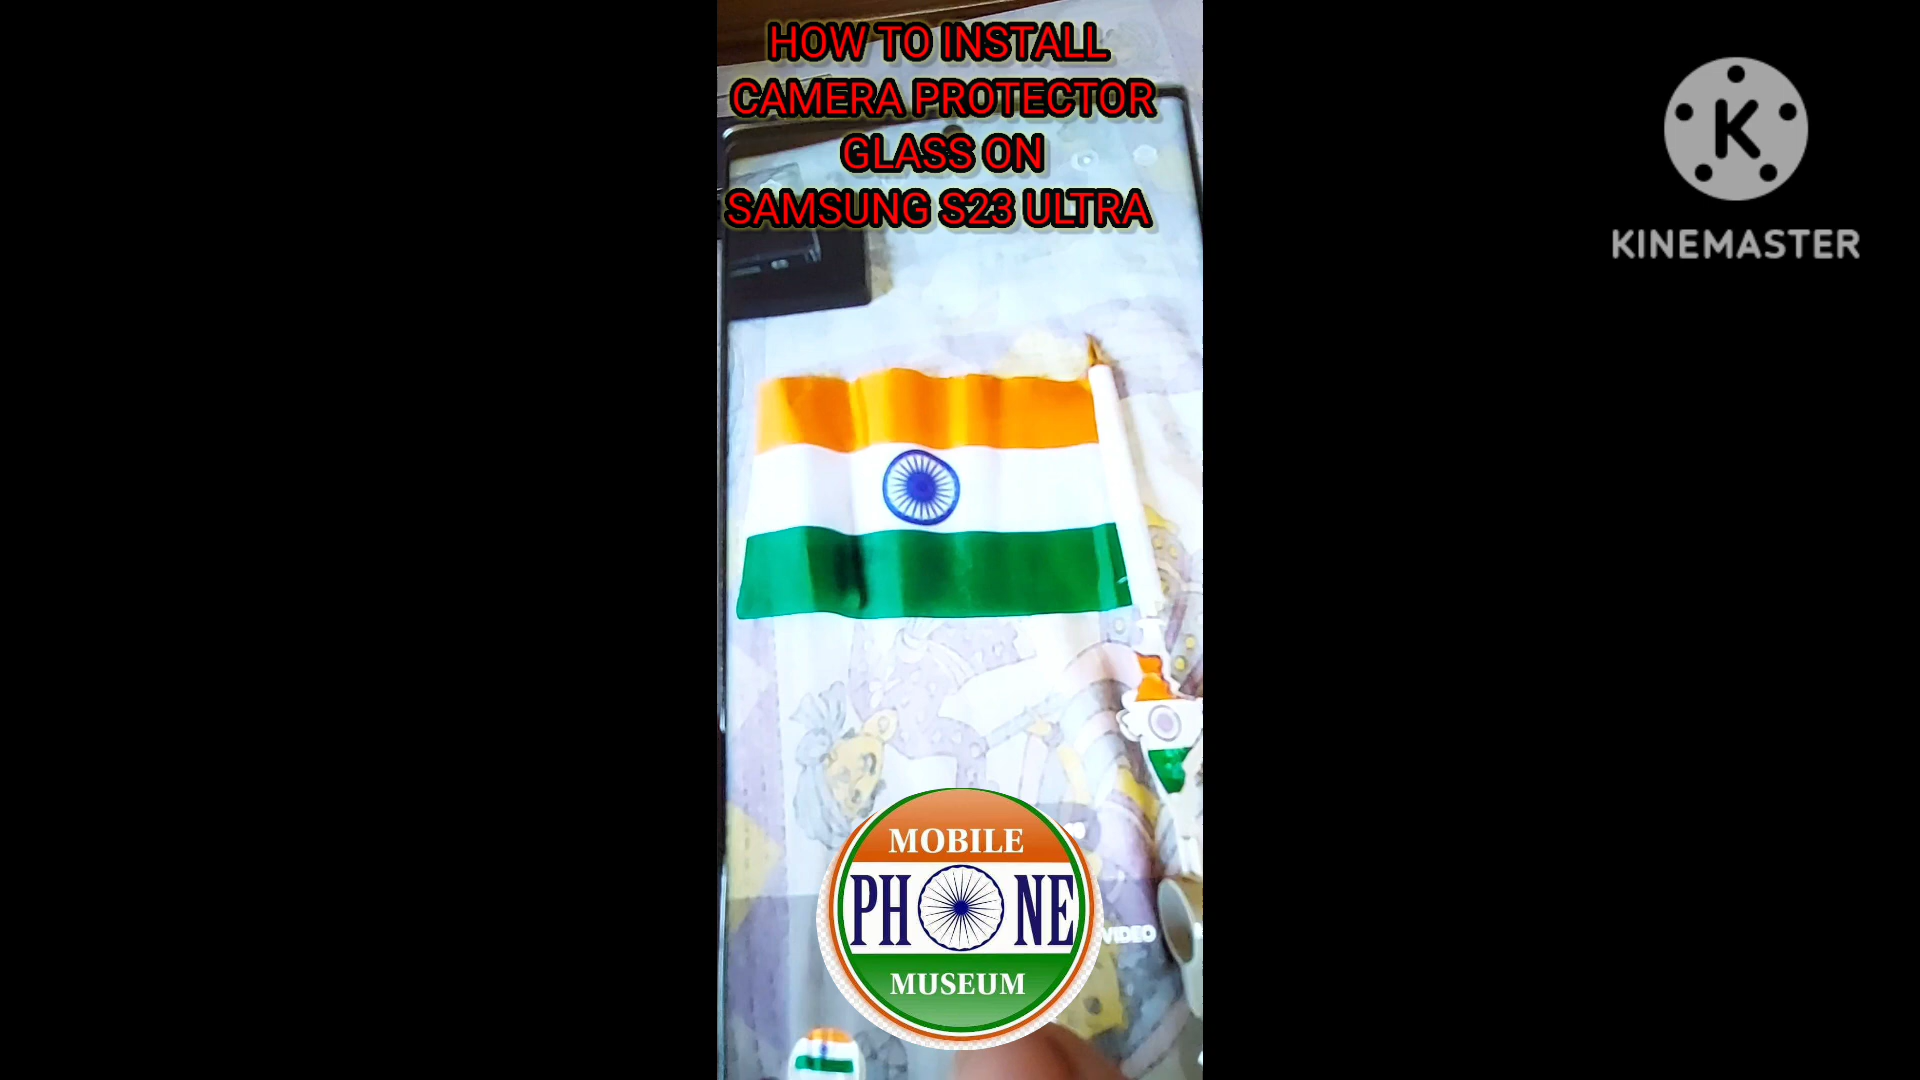 HOW TO INSTALL
CAMERA PROTECTOR
GLASS ON
SAMSUNG S23 ULTRA
KINEMASTER
MOBILE
PHONE
MUSEUM
VIDEO